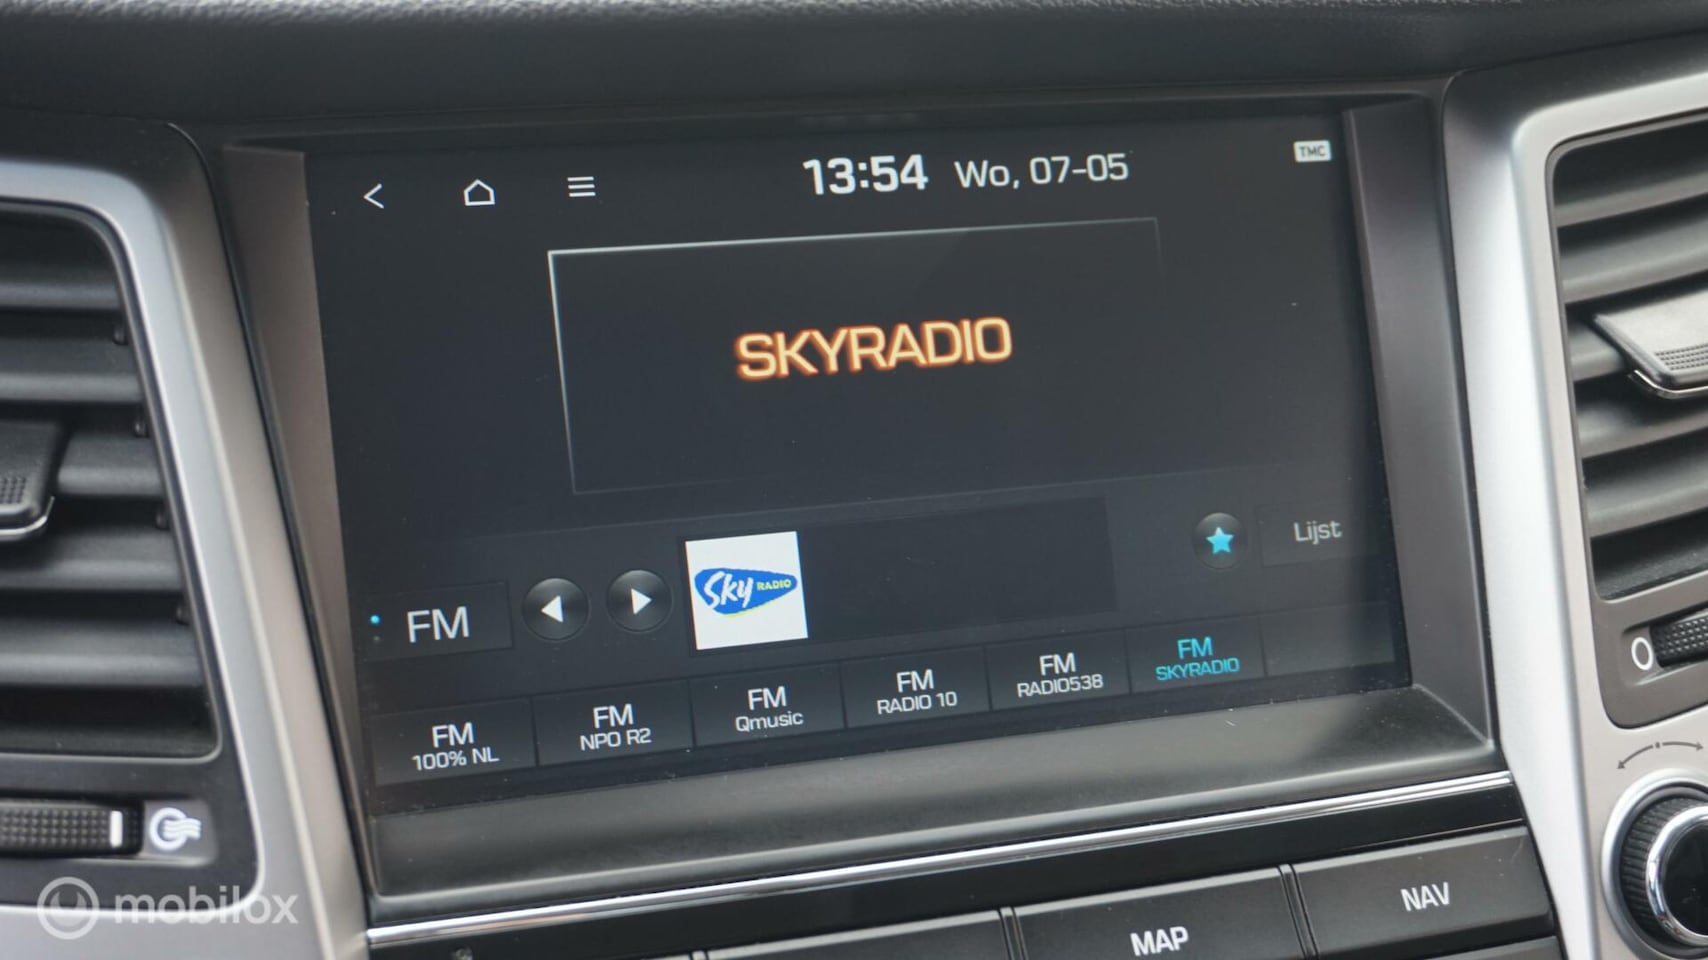 13:54 Wo, 07-05 TMC
SKYRADIO
Sky RADIO
Lijst
FM
FM
100% NL
FM
NPO R2
FM
Qmusic
FM
RADIO 10
FM
RADIO538
FM
SKYRADIO
0
MAP
NAV
mobilox